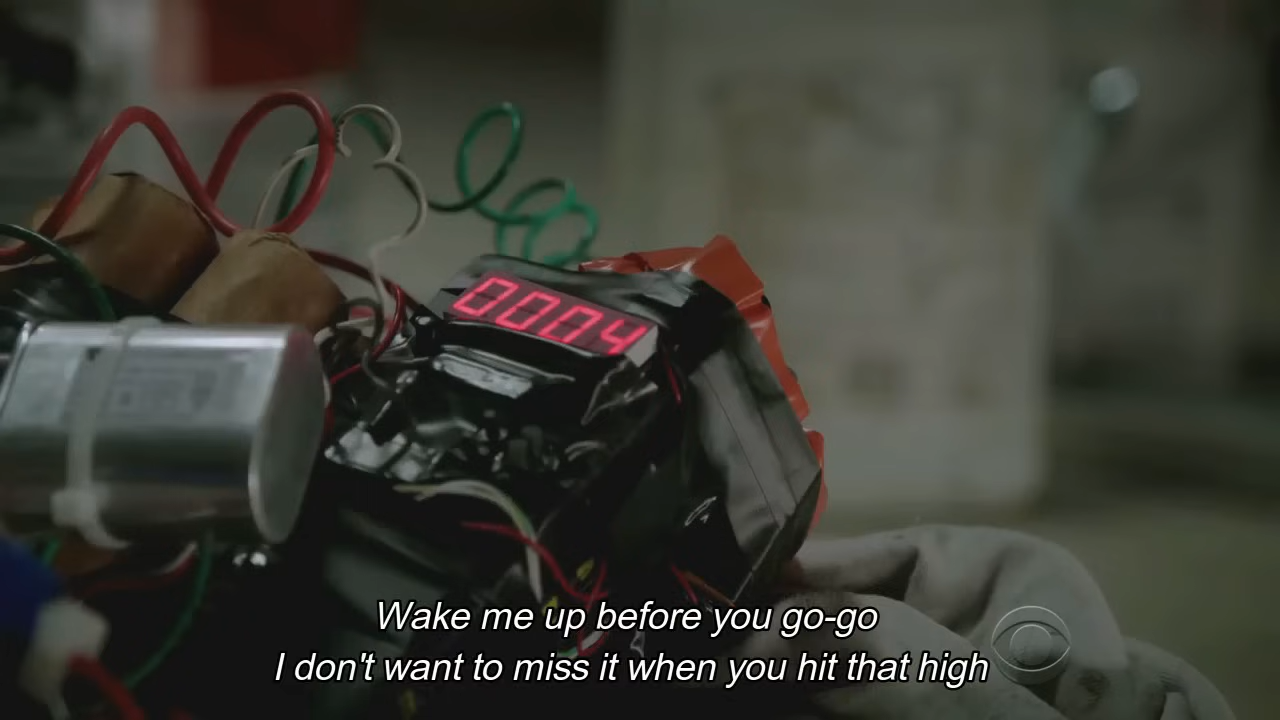 0004
Wake me up before you go-go
I don't want to miss it when you hit that high